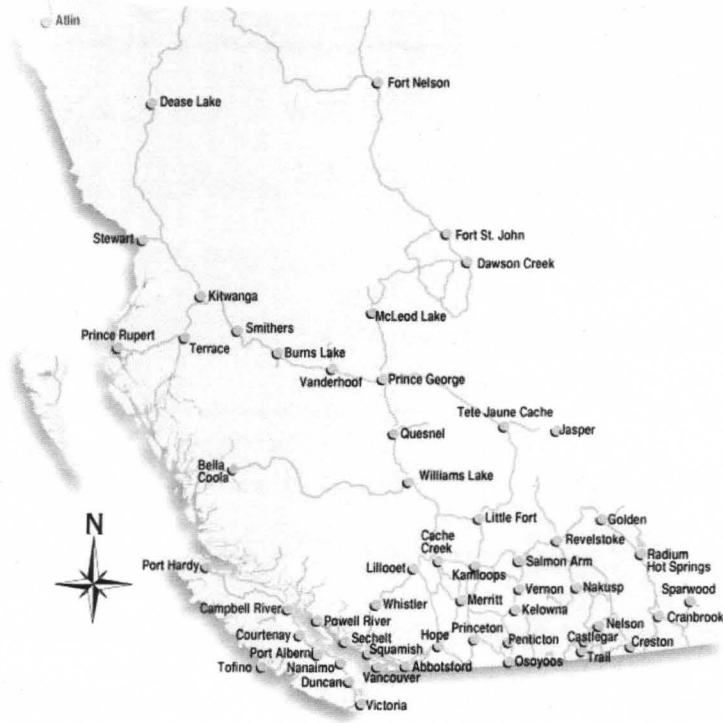 Atlin
Fort Nelson
Dease Lake
Stewart
Fort St. John
Dawson Creek
Kitwanga
McLeod Lake
Prince Rupert
Smithers
Terrace
Burns Lake
Vanderhoof
Prince George
Tete Jaune Cache
Quesnel
Jasper
Bella
Coola
Williams Lake
N
Little Fort
Golden
Cache
Creek
Revelstoke
Port Hardy
Lillooet
Kamloops
Salmon Arm
Radium
Hot Springs
Vernon
Nakusp
Sparwood
Campbell River
Whistler
Merritt
Kelowna
Powell River
Cranbrook
Courtenay
Sechelt
Hope
Princeton
Nelson
Port Alberni
Squamish
Penticton
Castlegar
Creston
Tofino
Nanaimo
Vancouver
Abbotsford
Osoyoos
Trail
Duncan
Victoria